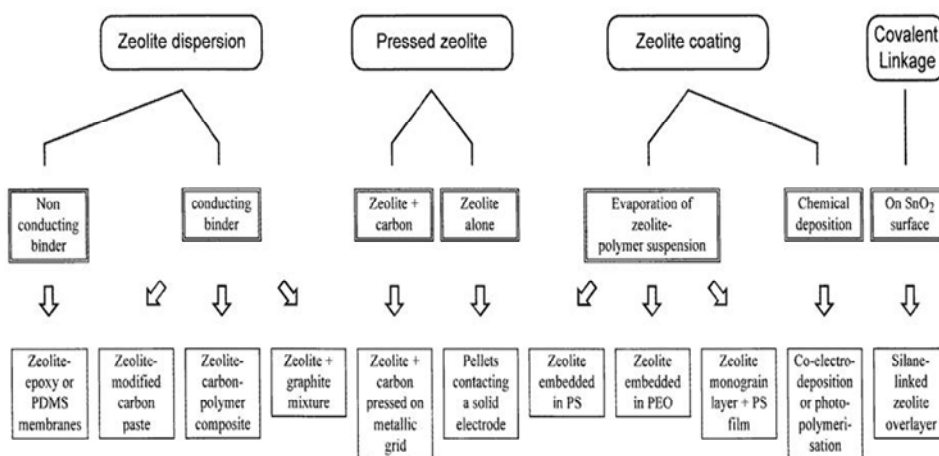 Zeolite dispersion
Pressed zeolite
Zeolite coating
Covalent
Linkage
Non
conducting
binder
conducting
binder
Zeolite +
carbon
Zeolite
alone
Evaporation of
zeolite-
polymer suspension
Chemical
deposition
On SnO₂
surface
Zeolite-
epoxy or
PDMS
membranes
Zeolite-
modified
carbon
paste
Zeolite-
carbon-
polymer
composite
Zeolite +
graphite
mixture
Zeolite +
carbon
pressed on
metallic
grid
Pellets
contacting
a solid
electrode
Zeolite
embedded
in PS
Zeolite
embedded
in PEO
Zeolite
monograin
layer + PS
film
Co-electro-
deposition
or photo-
polymeri-
sation
Silane-
linked
zeolite
overlayer